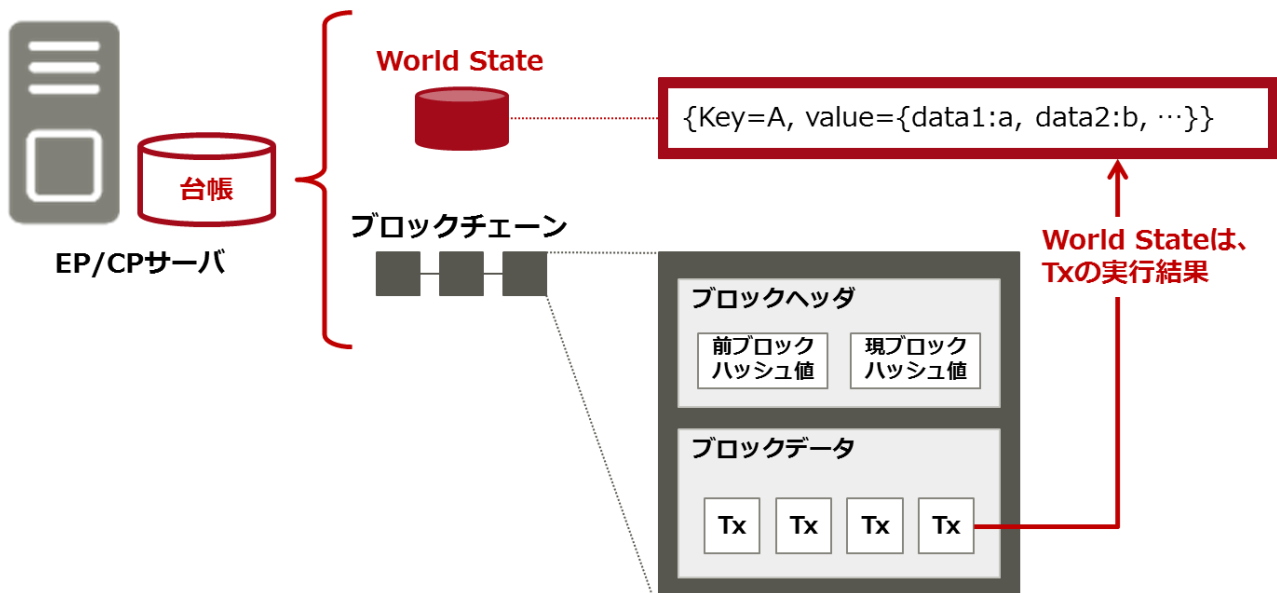 World State
{Key=A, value={data1:a, data2:b, …}}
台帳
EP/CPサーバ
ブロックチェーン
World Stateは、
Txの実行結果
ブロックヘッダ
前ブロック
ハッシュ値
現ブロック
ハッシュ値
ブロックデータ
Tx
Tx
Tx
Tx